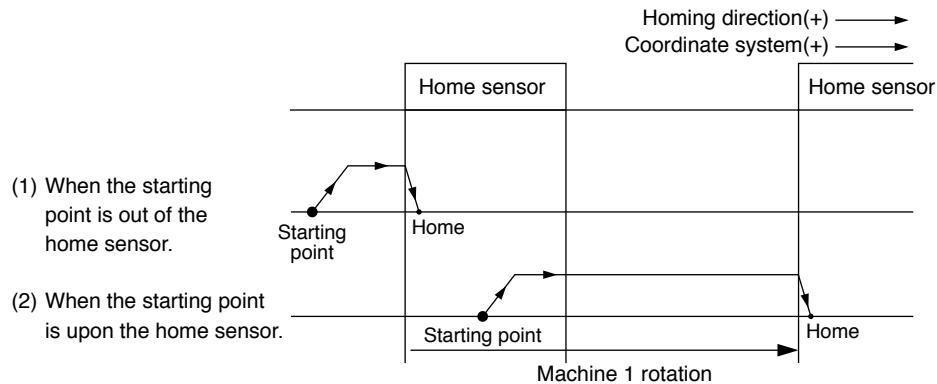 Homing direction(+)
Coordinate system(+)
Home sensor
Home sensor
(1) When the starting
point is out of the
home sensor.
Starting
point
Home
(2) When the starting point
is upon the home sensor.
Starting point
Home
Machine 1 rotation